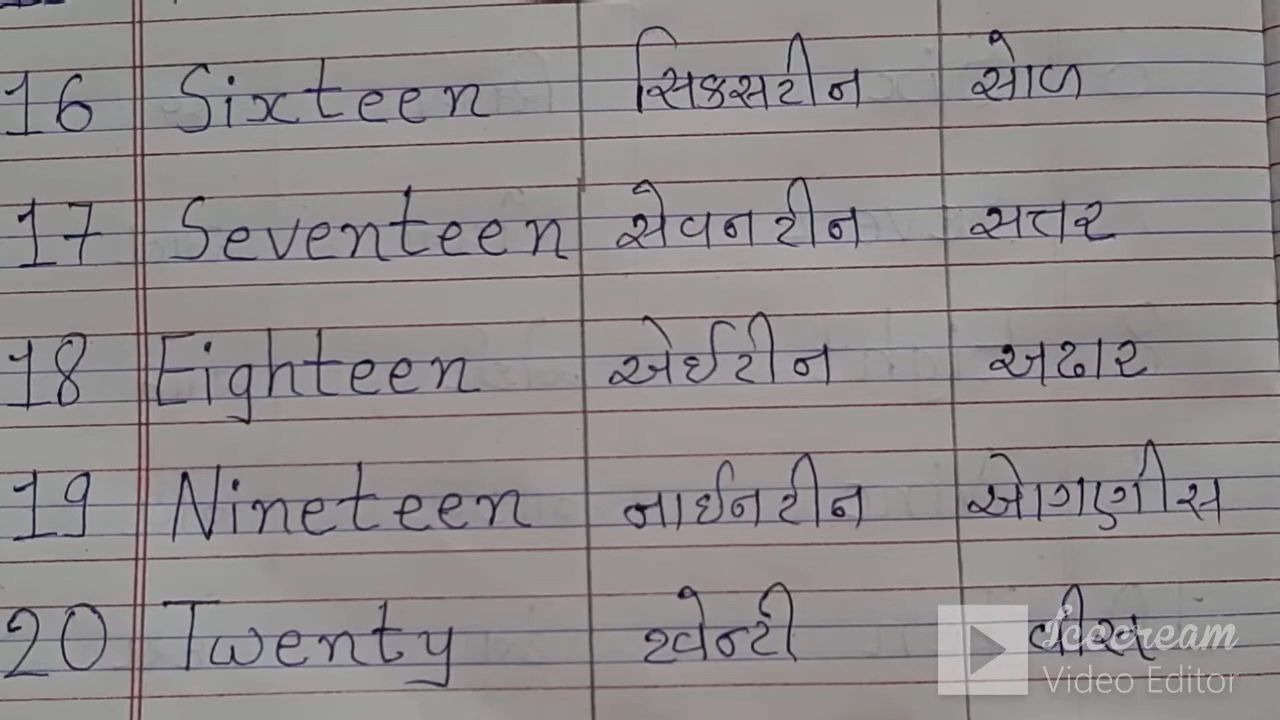 16 Sixteen સિક્સટીન સોળ
17 Seventeen સેવનટીન સત્તર
18 Eighteen એઈટીન અઢાર
19 Nineteen નાઈનટીન ઓગણીસ
20 Twenty ટ્વેન્ટી વીસ
Icecream
Video Editor